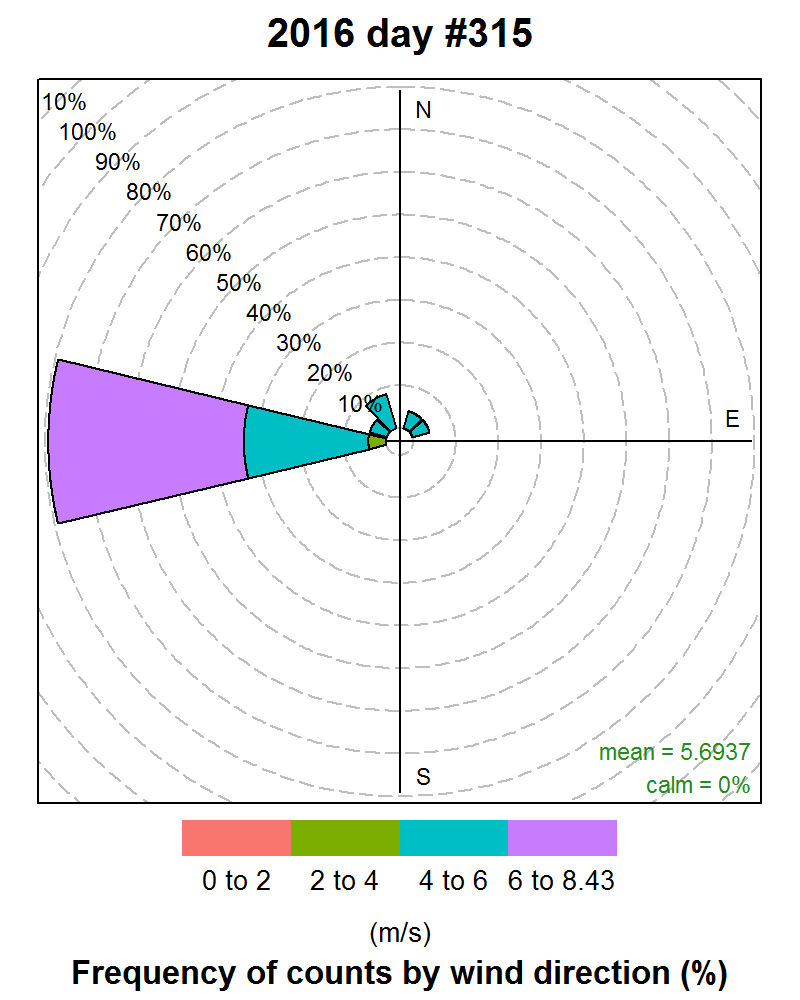 2016 day #315
10%
100%
90%
80%
70%
60%
50%
40%
30%
20%
10%
N
E
S
mean = 5.6937
calm = 0%
0 to 2 2 to 4 4 to 6 6 to 8.43
(m/s)
Frequency of counts by wind direction (%)